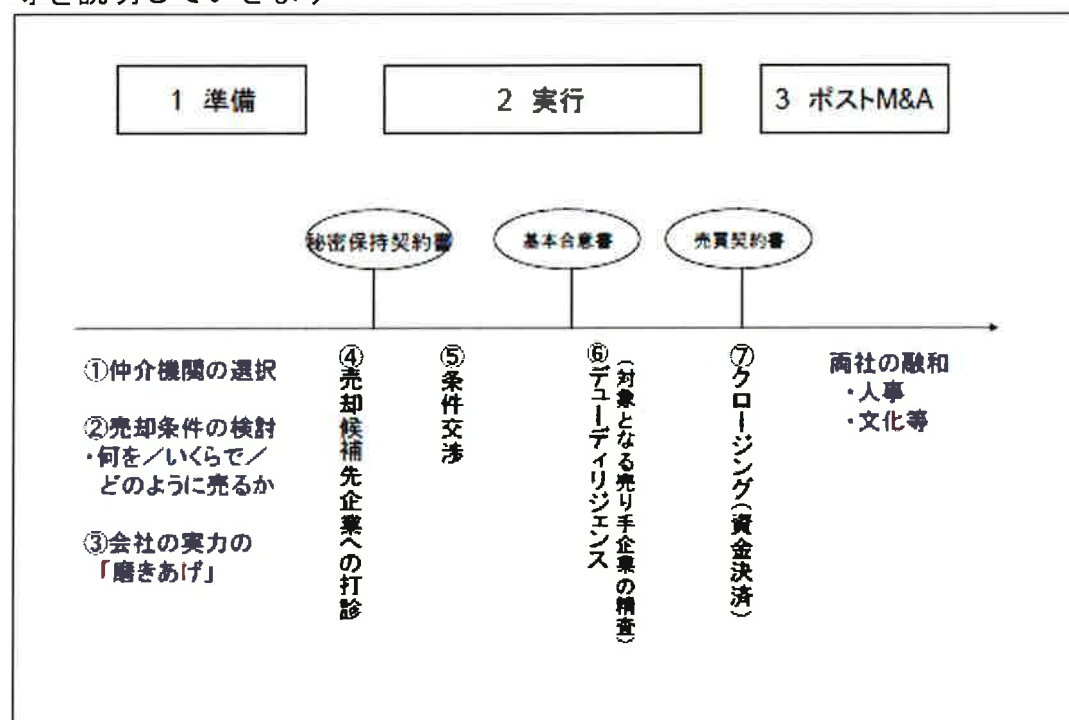 1 準備
2 実行
3 ポストM&A
秘密保持契約書
基本合意書
売買契約書
①仲介機関の選択
②売却条件の検討
・何を／いくらで／
どのように売るか
③会社の実力の
「磨きあげ」
④売却候補先企業への打診
⑤条件交渉
⑥デューディリジェンス
（対象となる売り手企業の精査）
⑦クロージング（資金決済）
両社の融和
・人事
・文化等